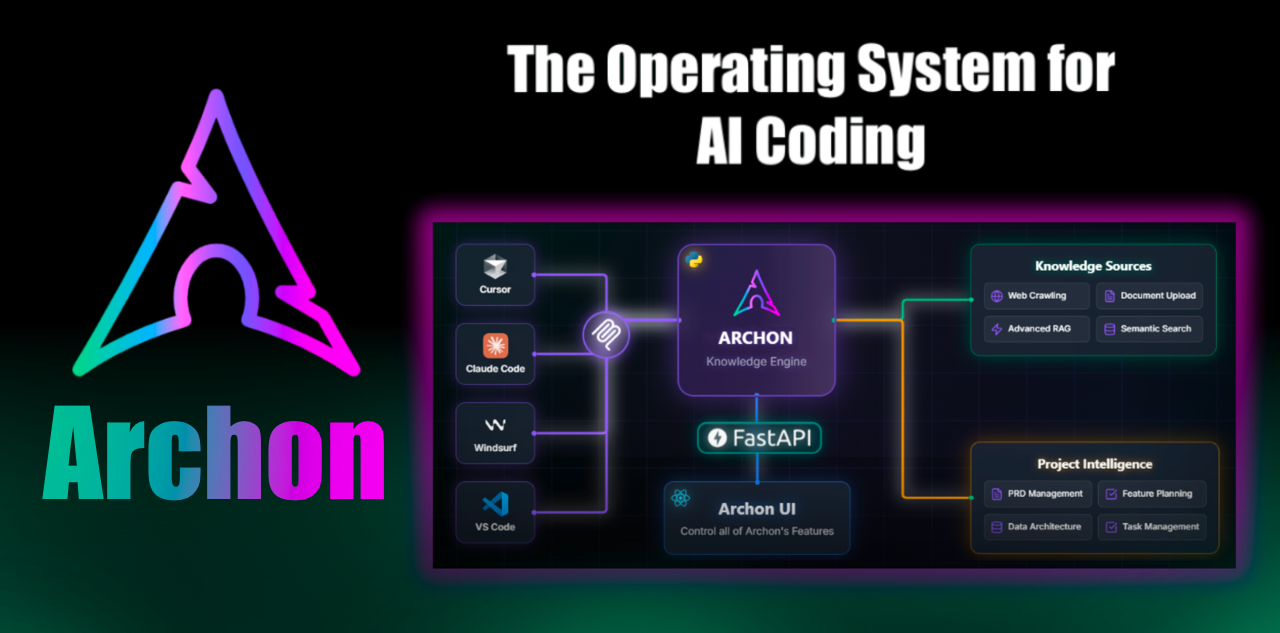 The Operating System for
AI Coding
Archon
Cursor
Claude Code
Windsurf
VS Code
ARCHON
Knowledge Engine
FastAPI
Archon UI
Control all of Archon's Features
Knowledge Sources
Web Crawling
Document Upload
Advanced RAG
Semantic Search
Project Intelligence
PRD Management
Feature Planning
Data Architecture
Task Management